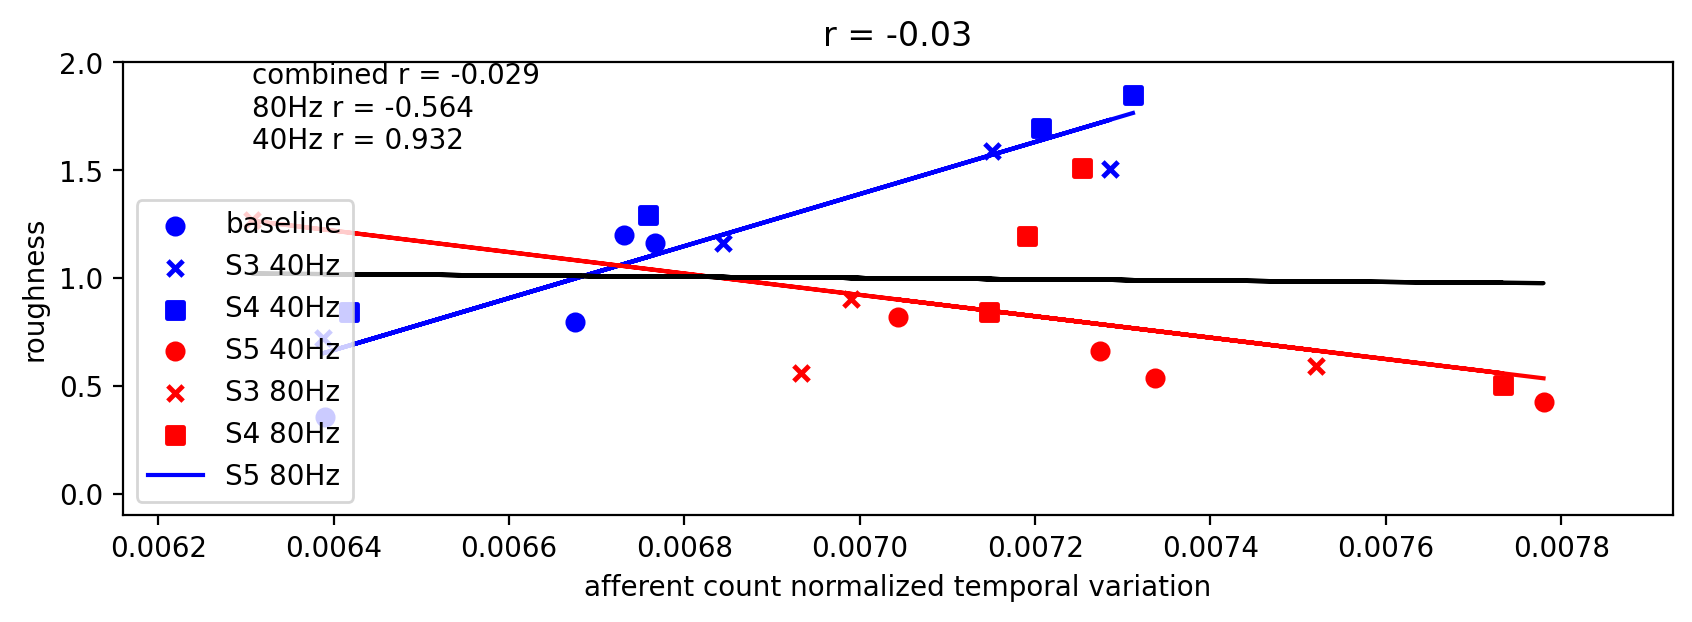 r = -0.03
combined r = -0.029
80Hz r = -0.564
40Hz r = 0.932
2.0
1.5
1.0
0.5
0.0
roughness
baseline
S3 40Hz
S4 40Hz
S5 40Hz
S3 80Hz
S4 80Hz
S5 80Hz
0.0062 0.0064 0.0066 0.0068 0.0070 0.0072 0.0074 0.0076 0.0078
afferent count normalized temporal variation